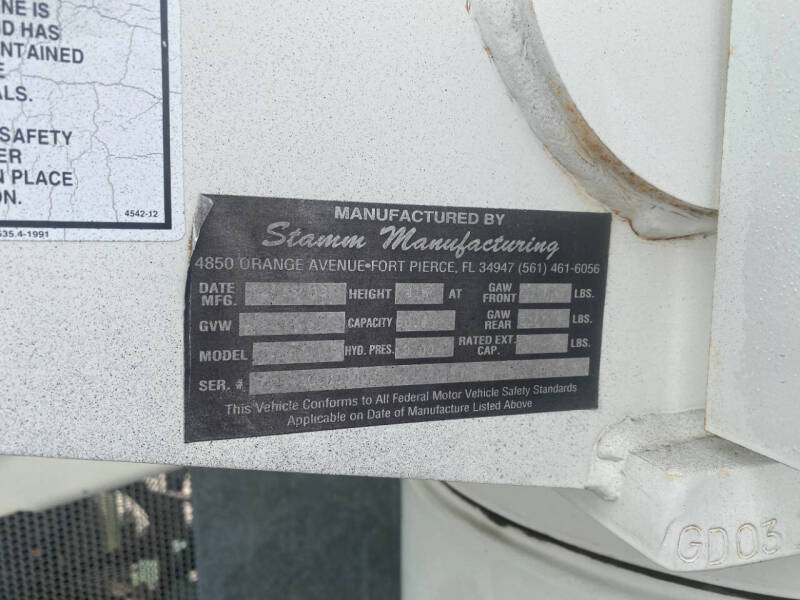 NE IS
D HAS
NTAINED
E
ALS.
SAFETY
ER
N PLACE
ON.
4542-12
535.4-1991
MANUFACTURED BY
Stamm Manufacturing
4850 ORANGE AVENUE•FORT PIERCE, FL 34947 (561) 461-6056
DATE MFG. HEIGHT AT GAW FRONT LBS.
GVW CAPACITY GAW REAR LBS.
MODEL HYD. PRES. RATED EXT. CAP. LBS.
SER. #
This Vehicle Conforms to All Federal Motor Vehicle Safety Standards
Applicable on Date of Manufacture Listed Above
GD03